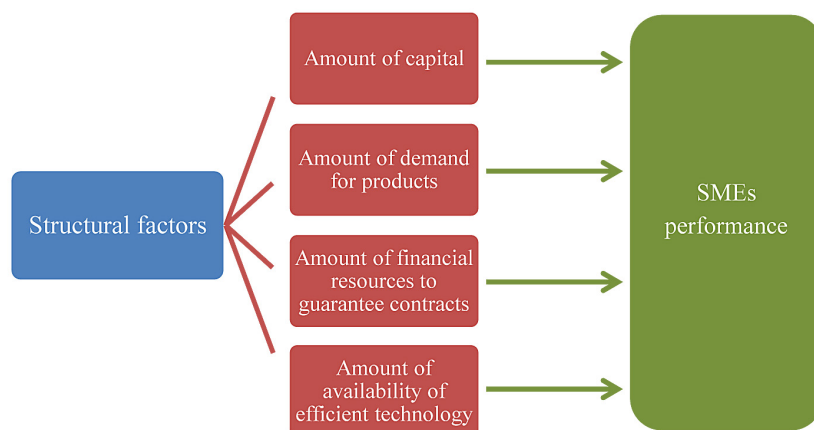 Structural factors
Amount of capital
Amount of demand
for products
Amount of financial
resources to
guarantee contracts
Amount of
availability of
efficient technology
SMEs
performance